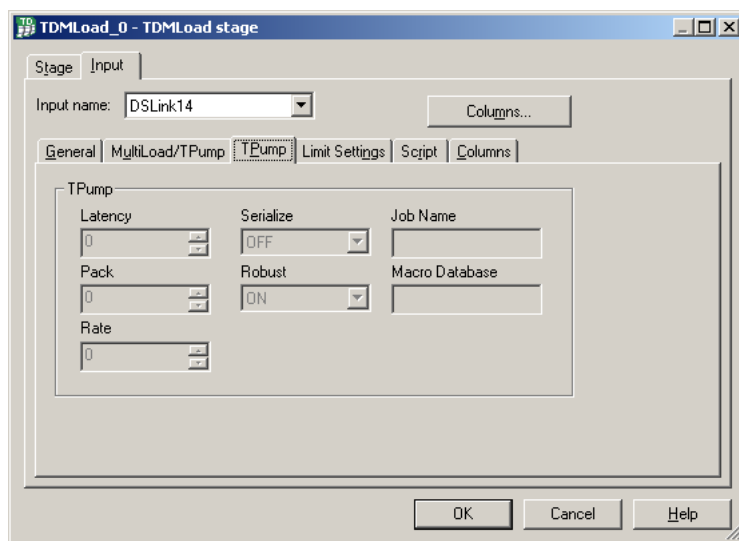 TDMLoad_0 - TDMLoad stage
Stage Input
Input name: DSLink14 Columns...
General MultiLoad/TPump TPump Limit Settings Script Columns
TPump
Latency Serialize Job Name
0 OFF
Pack Robust Macro Database
0 ON
Rate
0
OK Cancel Help